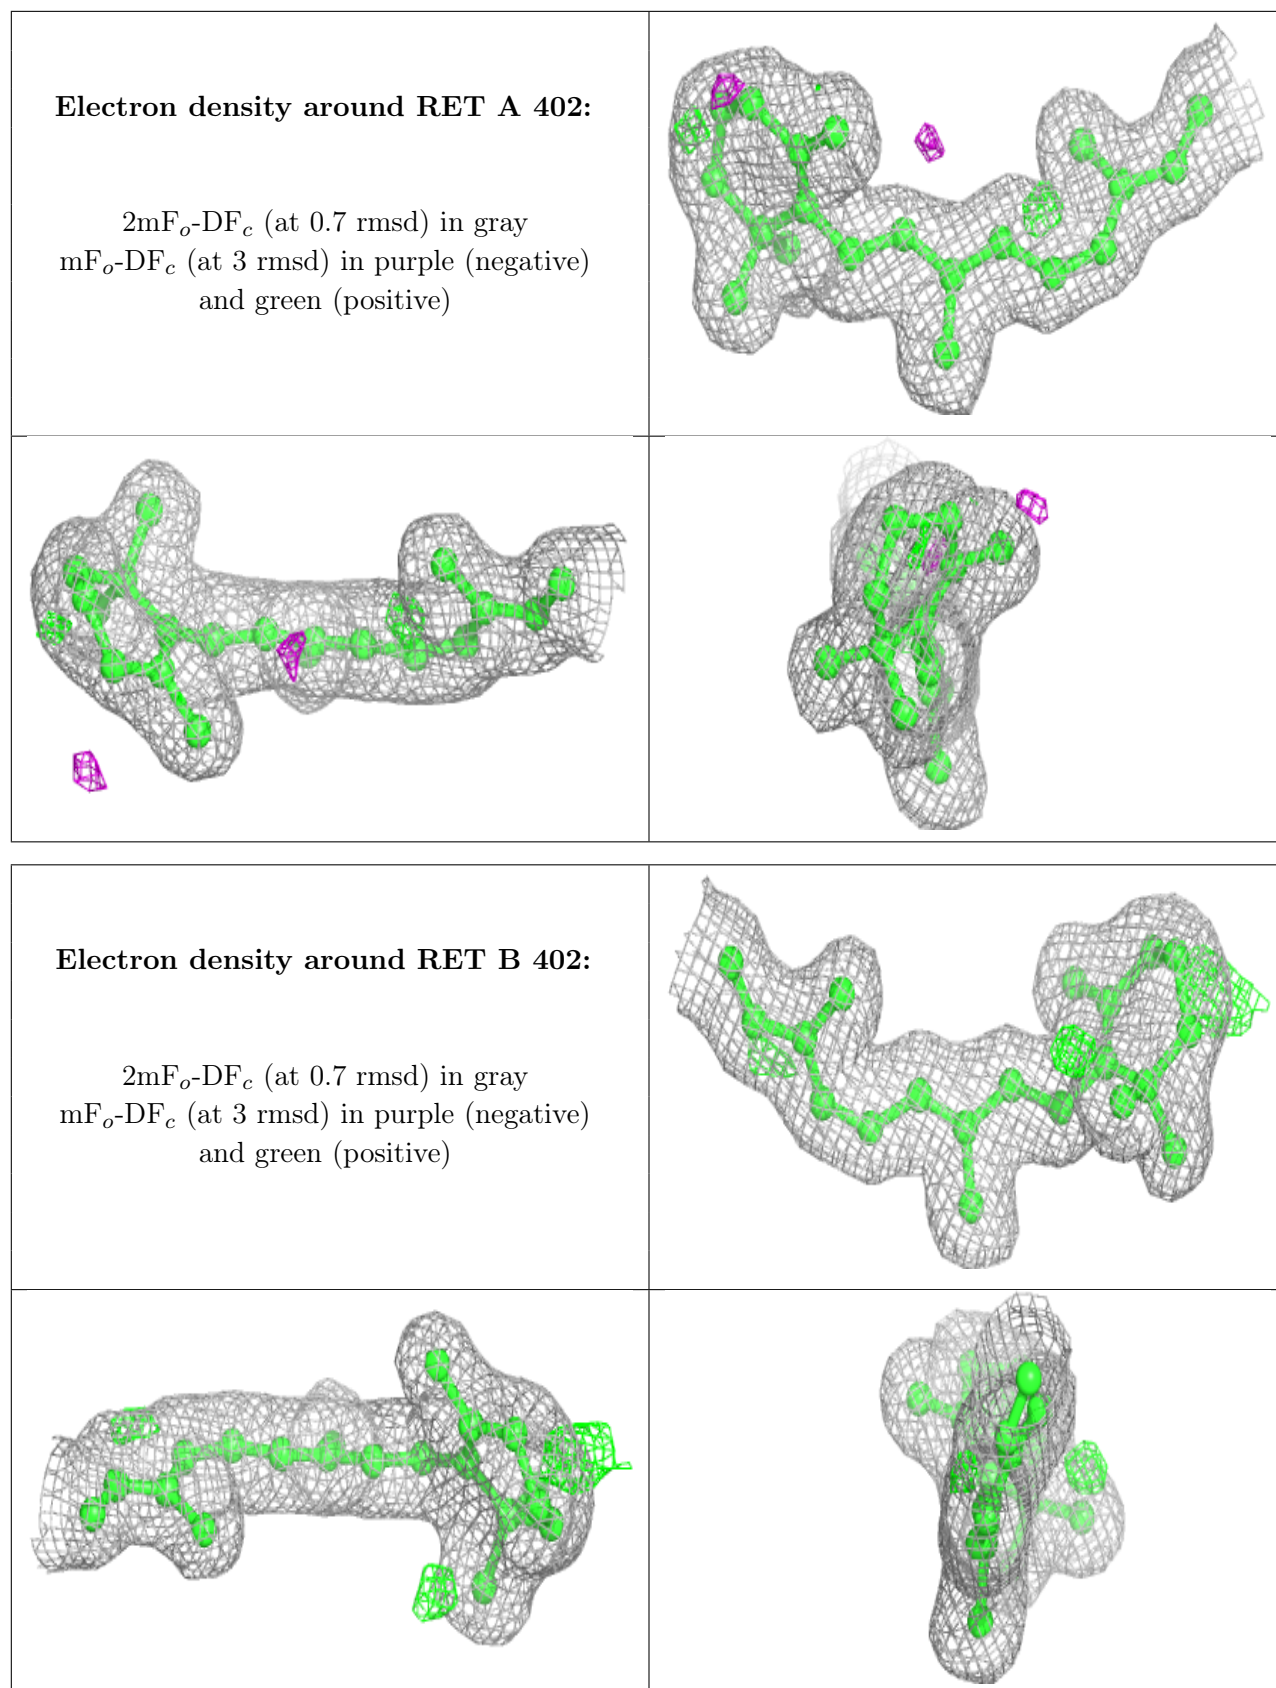 Electron density around RET A 402:
2mFₒ-DF𝒸 (at 0.7 rmsd) in gray
mFₒ-DF𝒸 (at 3 rmsd) in purple (negative)
and green (positive)
Electron density around RET B 402:
2mFₒ-DF𝒸 (at 0.7 rmsd) in gray
mFₒ-DF𝒸 (at 3 rmsd) in purple (negative)
and green (positive)